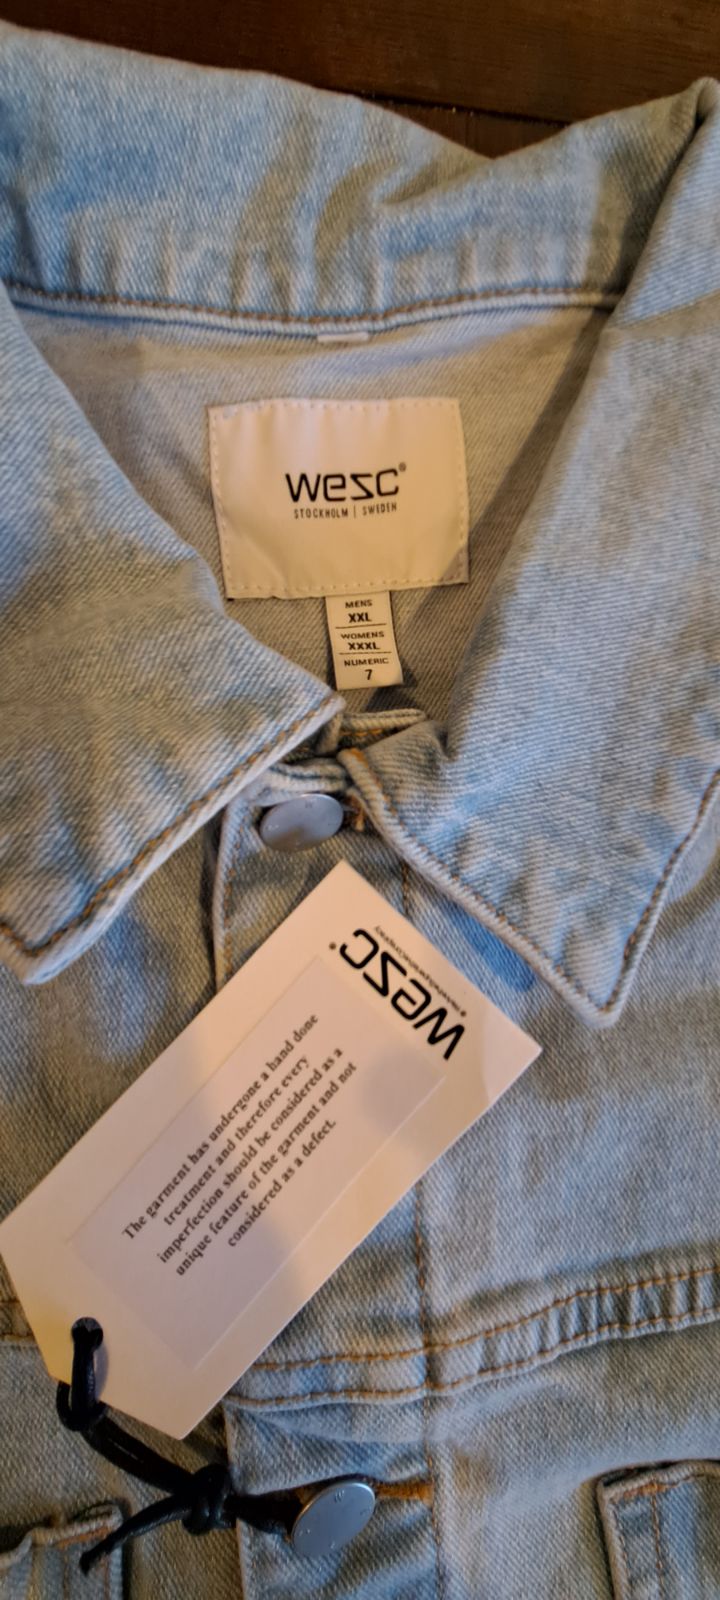 wesc®
STOCKHOLM | SWEDEN
MENS
XXL
WOMENS
XXXL
NUMERIC
7
wesc®
The garment has undergone a hand done
treatment and therefore every
imperfection should be considered as a
unique feature of the garment and not
considered as a defect.